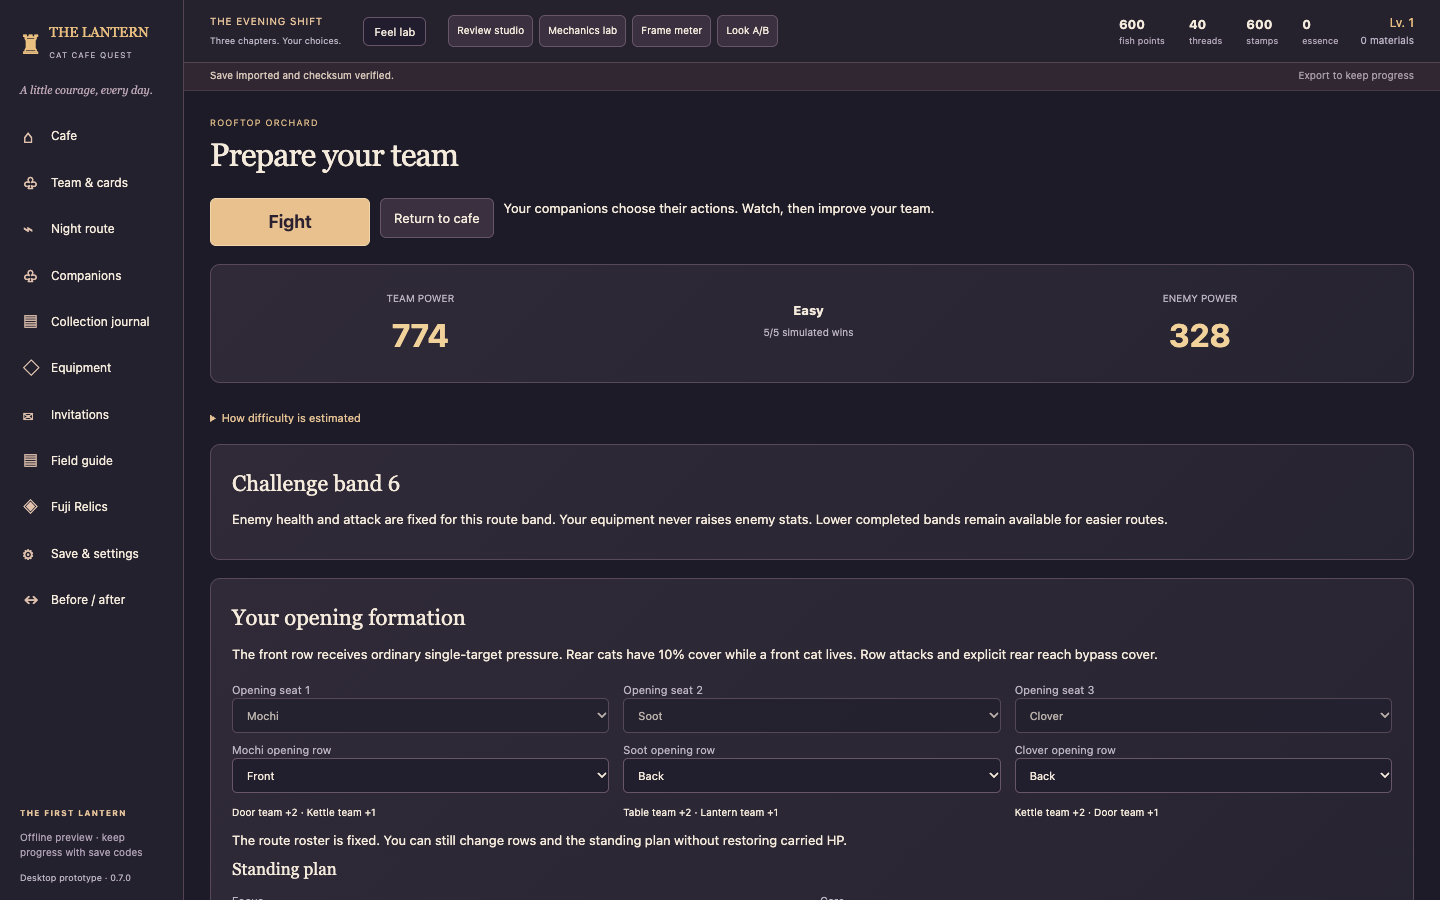 THE LANTERN
CAT CAFE QUEST
A little courage, every day.
Cafe
Team & cards
Night route
Companions
Collection journal
Equipment
Invitations
Field guide
Fuji Relics
Save & settings
Before / after
THE FIRST LANTERN
Offline preview · keep
progress with save codes
Desktop prototype · 0.7.0
THE EVENING SHIFT
Three chapters. Your choices.
Feel lab
Review studio
Mechanics lab
Frame meter
Look A/B
600 fish points
40 threads
600 stamps
0 essence
Lv. 1
0 materials
Save imported and checksum verified.
Export to keep progress
ROOFTOP ORCHARD
Prepare your team
Fight
Return to cafe
Your companions choose their actions. Watch, then improve your team.
TEAM POWER
774
Easy
5/5 simulated wins
ENEMY POWER
328
How difficulty is estimated
Challenge band 6
Enemy health and attack are fixed for this route band. Your equipment never raises enemy stats. Lower completed bands remain available for easier routes.
Your opening formation
The front row receives ordinary single-target pressure. Rear cats have 10% cover while a front cat lives. Row attacks and explicit rear reach bypass cover.
Opening seat 1
Opening seat 2
Opening seat 3
Mochi
Soot
Clover
Mochi opening row
Soot opening row
Clover opening row
Front
Back
Back
Door team +2 · Kettle team +1
Table team +2 · Lantern team +1
Kettle team +2 · Door team +1
The route roster is fixed. You can still change rows and the standing plan without restoring carried HP.
Standing plan